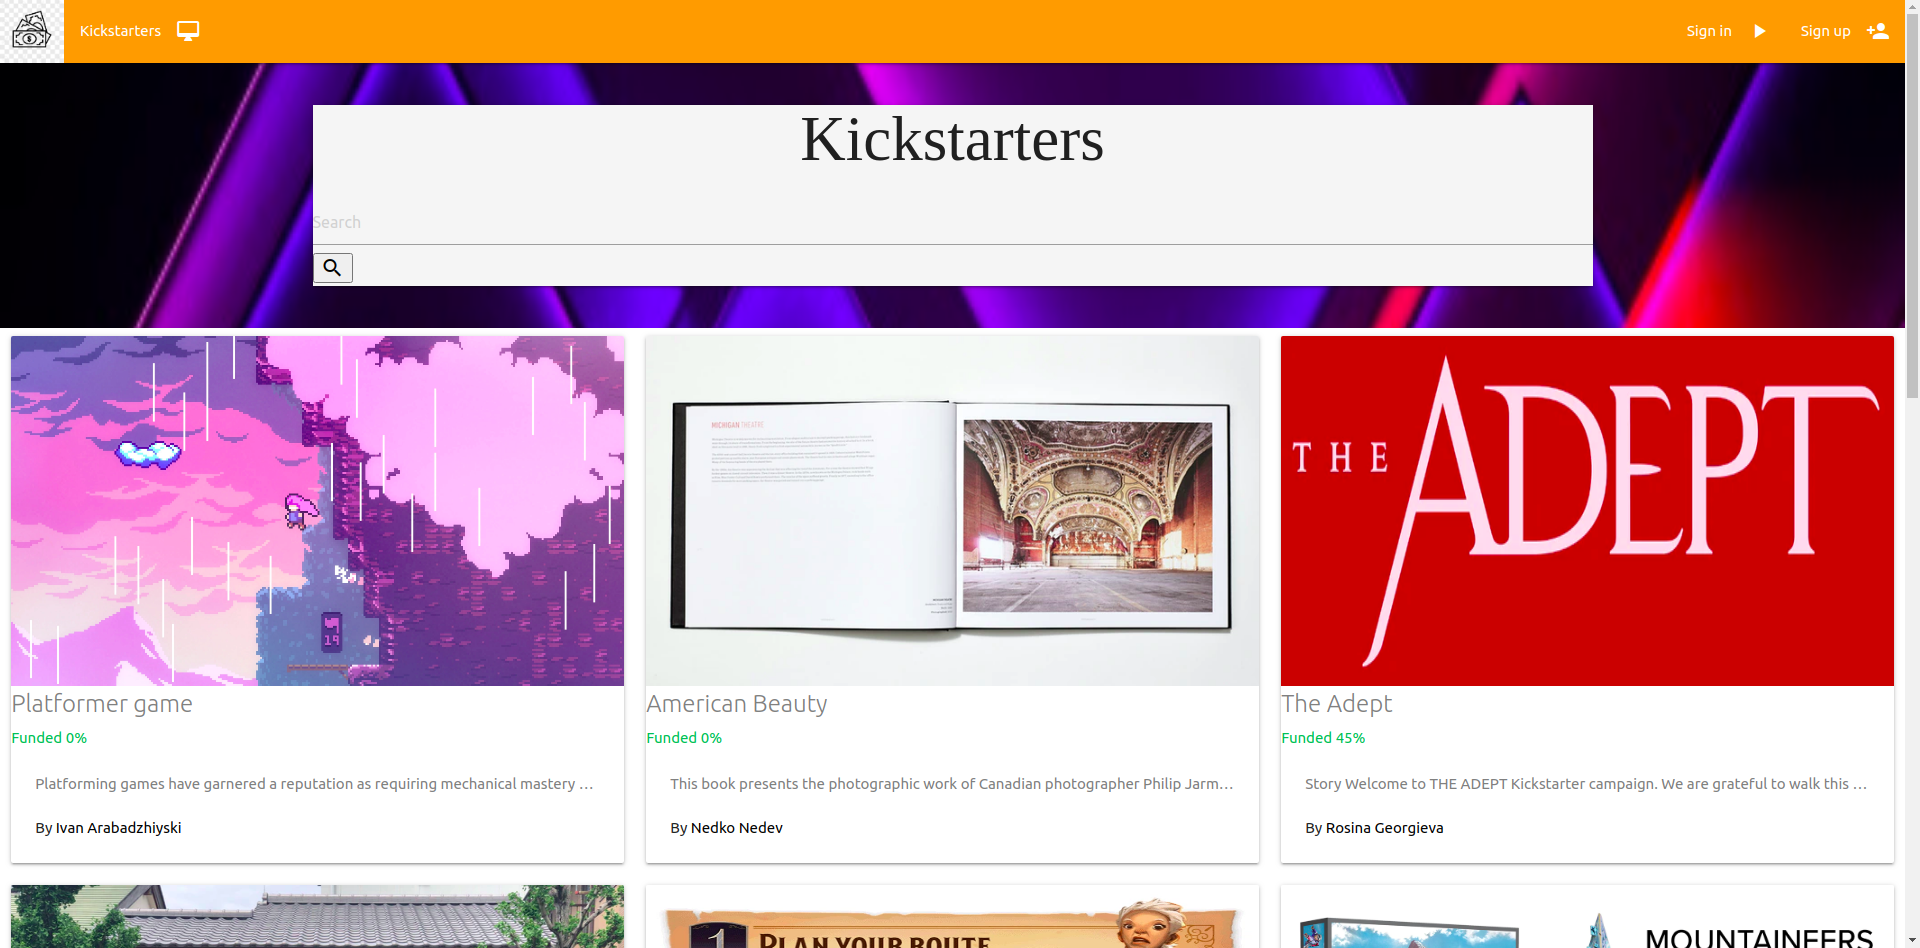 Kickstarters
Sign in
Sign up
Kickstarters
Search
19
MICHIGAN THEATRE
THE ADEPT
Platformer game
Funded 0%
Platforming games have garnered a reputation as requiring mechanical mastery ...
By Ivan Arabadzhiyski
American Beauty
Funded 0%
This book presents the photographic work of Canadian photographer Philip Jarm...
By Nedko Nedev
The Adept
Funded 45%
Story Welcome to THE ADEPT Kickstarter campaign. We are grateful to walk this ...
By Rosina Georgieva
1 PLAN YOUR ROUTE
MOUNTAINEERS